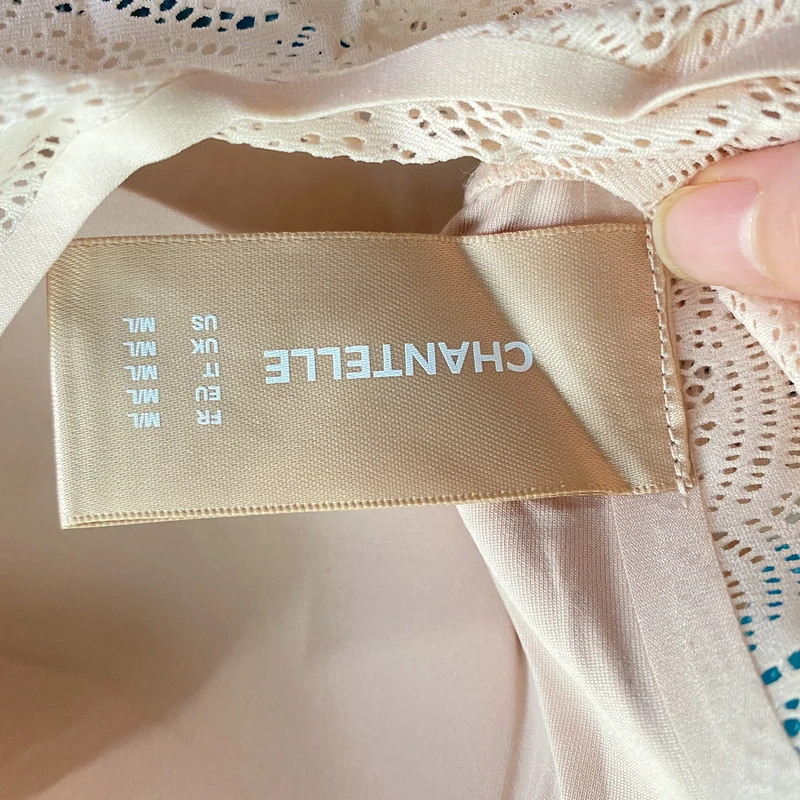 CHANTELLE
FR M/L
EU M/L
IT M/L
UK M/L
US M/L